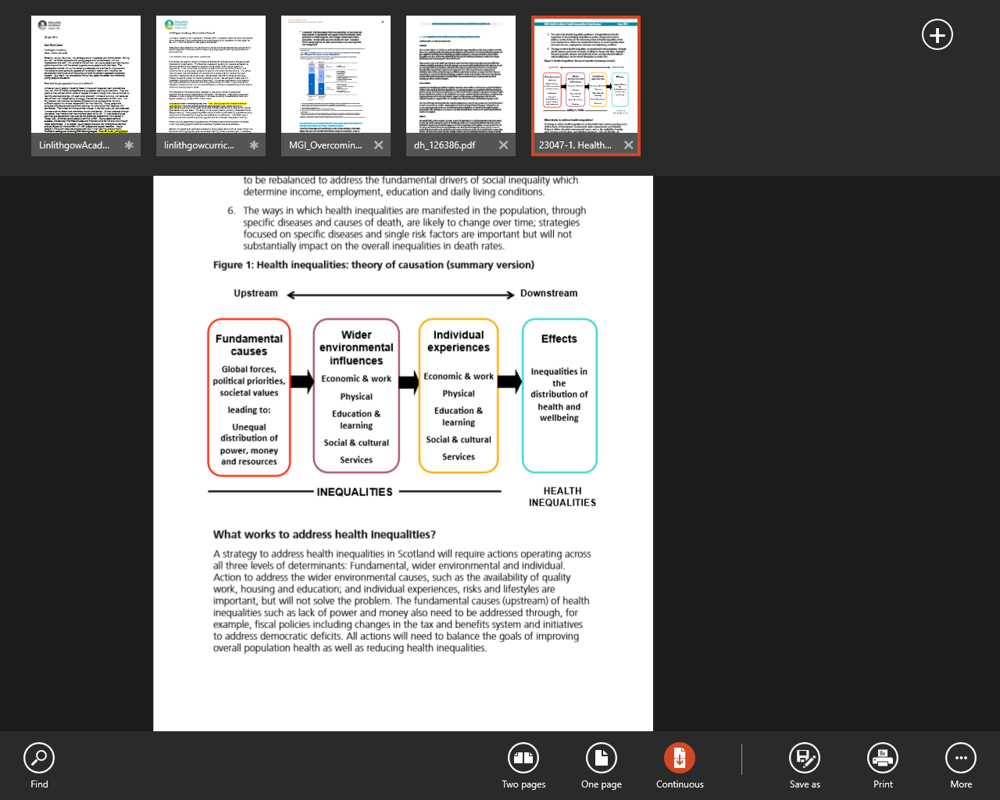 LinlithgowAcad...
linlithgowcurric...
MGI_Overcomin...
dh_126386.pdf
23047-1. Health...
to be rebalanced to address the fundamental drivers of social inequality which
determine income, employment, education and daily living conditions.
6. The ways in which health inequalities are manifested in the population, through
specific diseases and causes of death, are likely to change over time; strategies
focused on specific diseases and single risk factors are important but will not
substantially impact on the overall inequalities in death rates.
Figure 1: Health inequalities: theory of causation (summary version)
Upstream
Downstream
Fundamental
causes
Global forces,
political priorities,
societal values
leading to:
Unequal
distribution of
power, money
and resources
Wider
environmental
influences
Economic & work
Physical
Education &
learning
Social & cultural
Services
Individual
experiences
Economic & work
Physical
Education &
learning
Social & cultural
Services
Effects
Inequalities in
the
distribution of
health and
wellbeing
INEQUALITIES
HEALTH
INEQUALITIES
What works to address health inequalities?
A strategy to address health inequalities in Scotland will require actions operating across
all three levels of determinants: Fundamental, wider environmental and individual.
Action to address the wider environmental causes, such as the availability of quality
work, housing and education; and individual experiences, risks and lifestyles are
important, but will not solve the problem. The fundamental causes (upstream) of health
inequalities such as lack of power and money also need to be addressed through, for
example, fiscal policies including changes in the tax and benefits system and initiatives
to address democratic deficits. All actions will need to balance the goals of improving
overall population health as well as reducing health inequalities.
Find
Two pages
One page
Continuous
Save as
Print
More